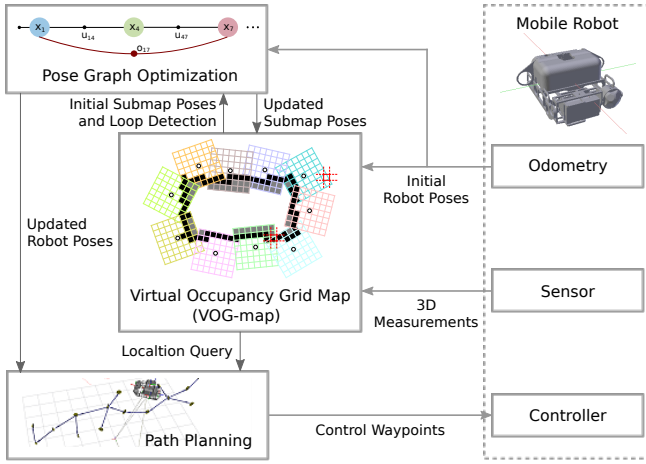 x₁
x₄
x₇
...
u₁₄
u₄₇
o₁₇
Pose Graph Optimization
Mobile Robot
Initial Submap Poses
and Loop Detection
Updated
Submap Poses
Odometry
Initial
Robot Poses
Updated
Robot Poses
Virtual Occupancy Grid Map
(VOG-map)
Sensor
3D
Measurements
Localtion Query
Path Planning
Control Waypoints
Controller